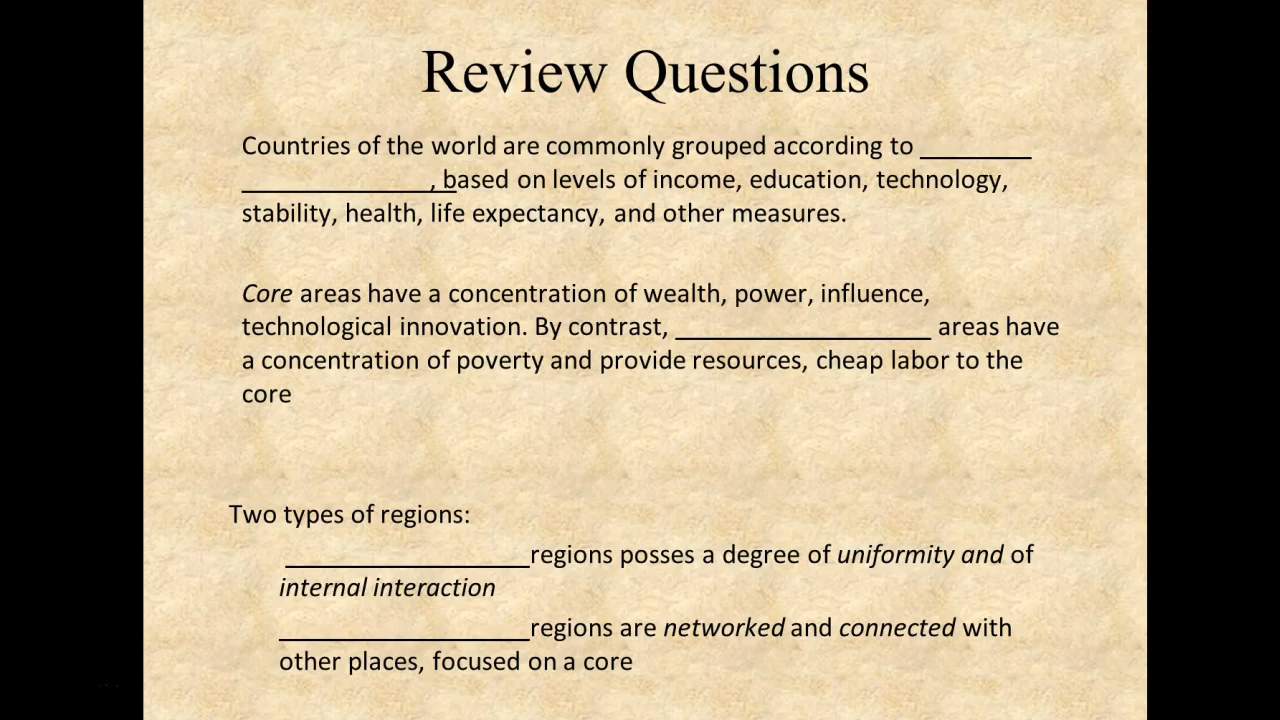 Review Questions
Countries of the world are commonly grouped according to ________
______________, based on levels of income, education, technology,
stability, health, life expectancy, and other measures.
Core areas have a concentration of wealth, power, influence,
technological innovation. By contrast, ___________________ areas have
a concentration of poverty and provide resources, cheap labor to the
core
Two types of regions:
__________________regions posses a degree of uniformity and of
internal interaction
__________________regions are networked and connected with
other places, focused on a core